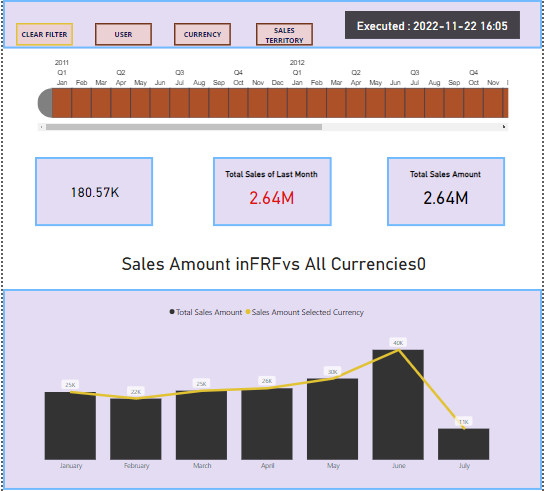 CLEAR FILTER
USER
CURRENCY
SALES
TERRITORY
Executed : 2022-11-22 16:05
2011 2012
Q1 Q2 Q3 Q4 Q1 Q2 Q3 Q4
Jan Feb Mar Apr May Jun Jul Aug Sep Oct Nov Dec Jan Feb Mar Apr May Jun Jul Aug Sep Oct Nov
180.57K
Total Sales of Last Month
2.64M
Total Sales Amount
2.64M
Sales Amount inFRFvs All Currencies0
Total Sales Amount Sales Amount Selected Currency
25K 22K 25K 26K 30K 40K
January February March April May June July